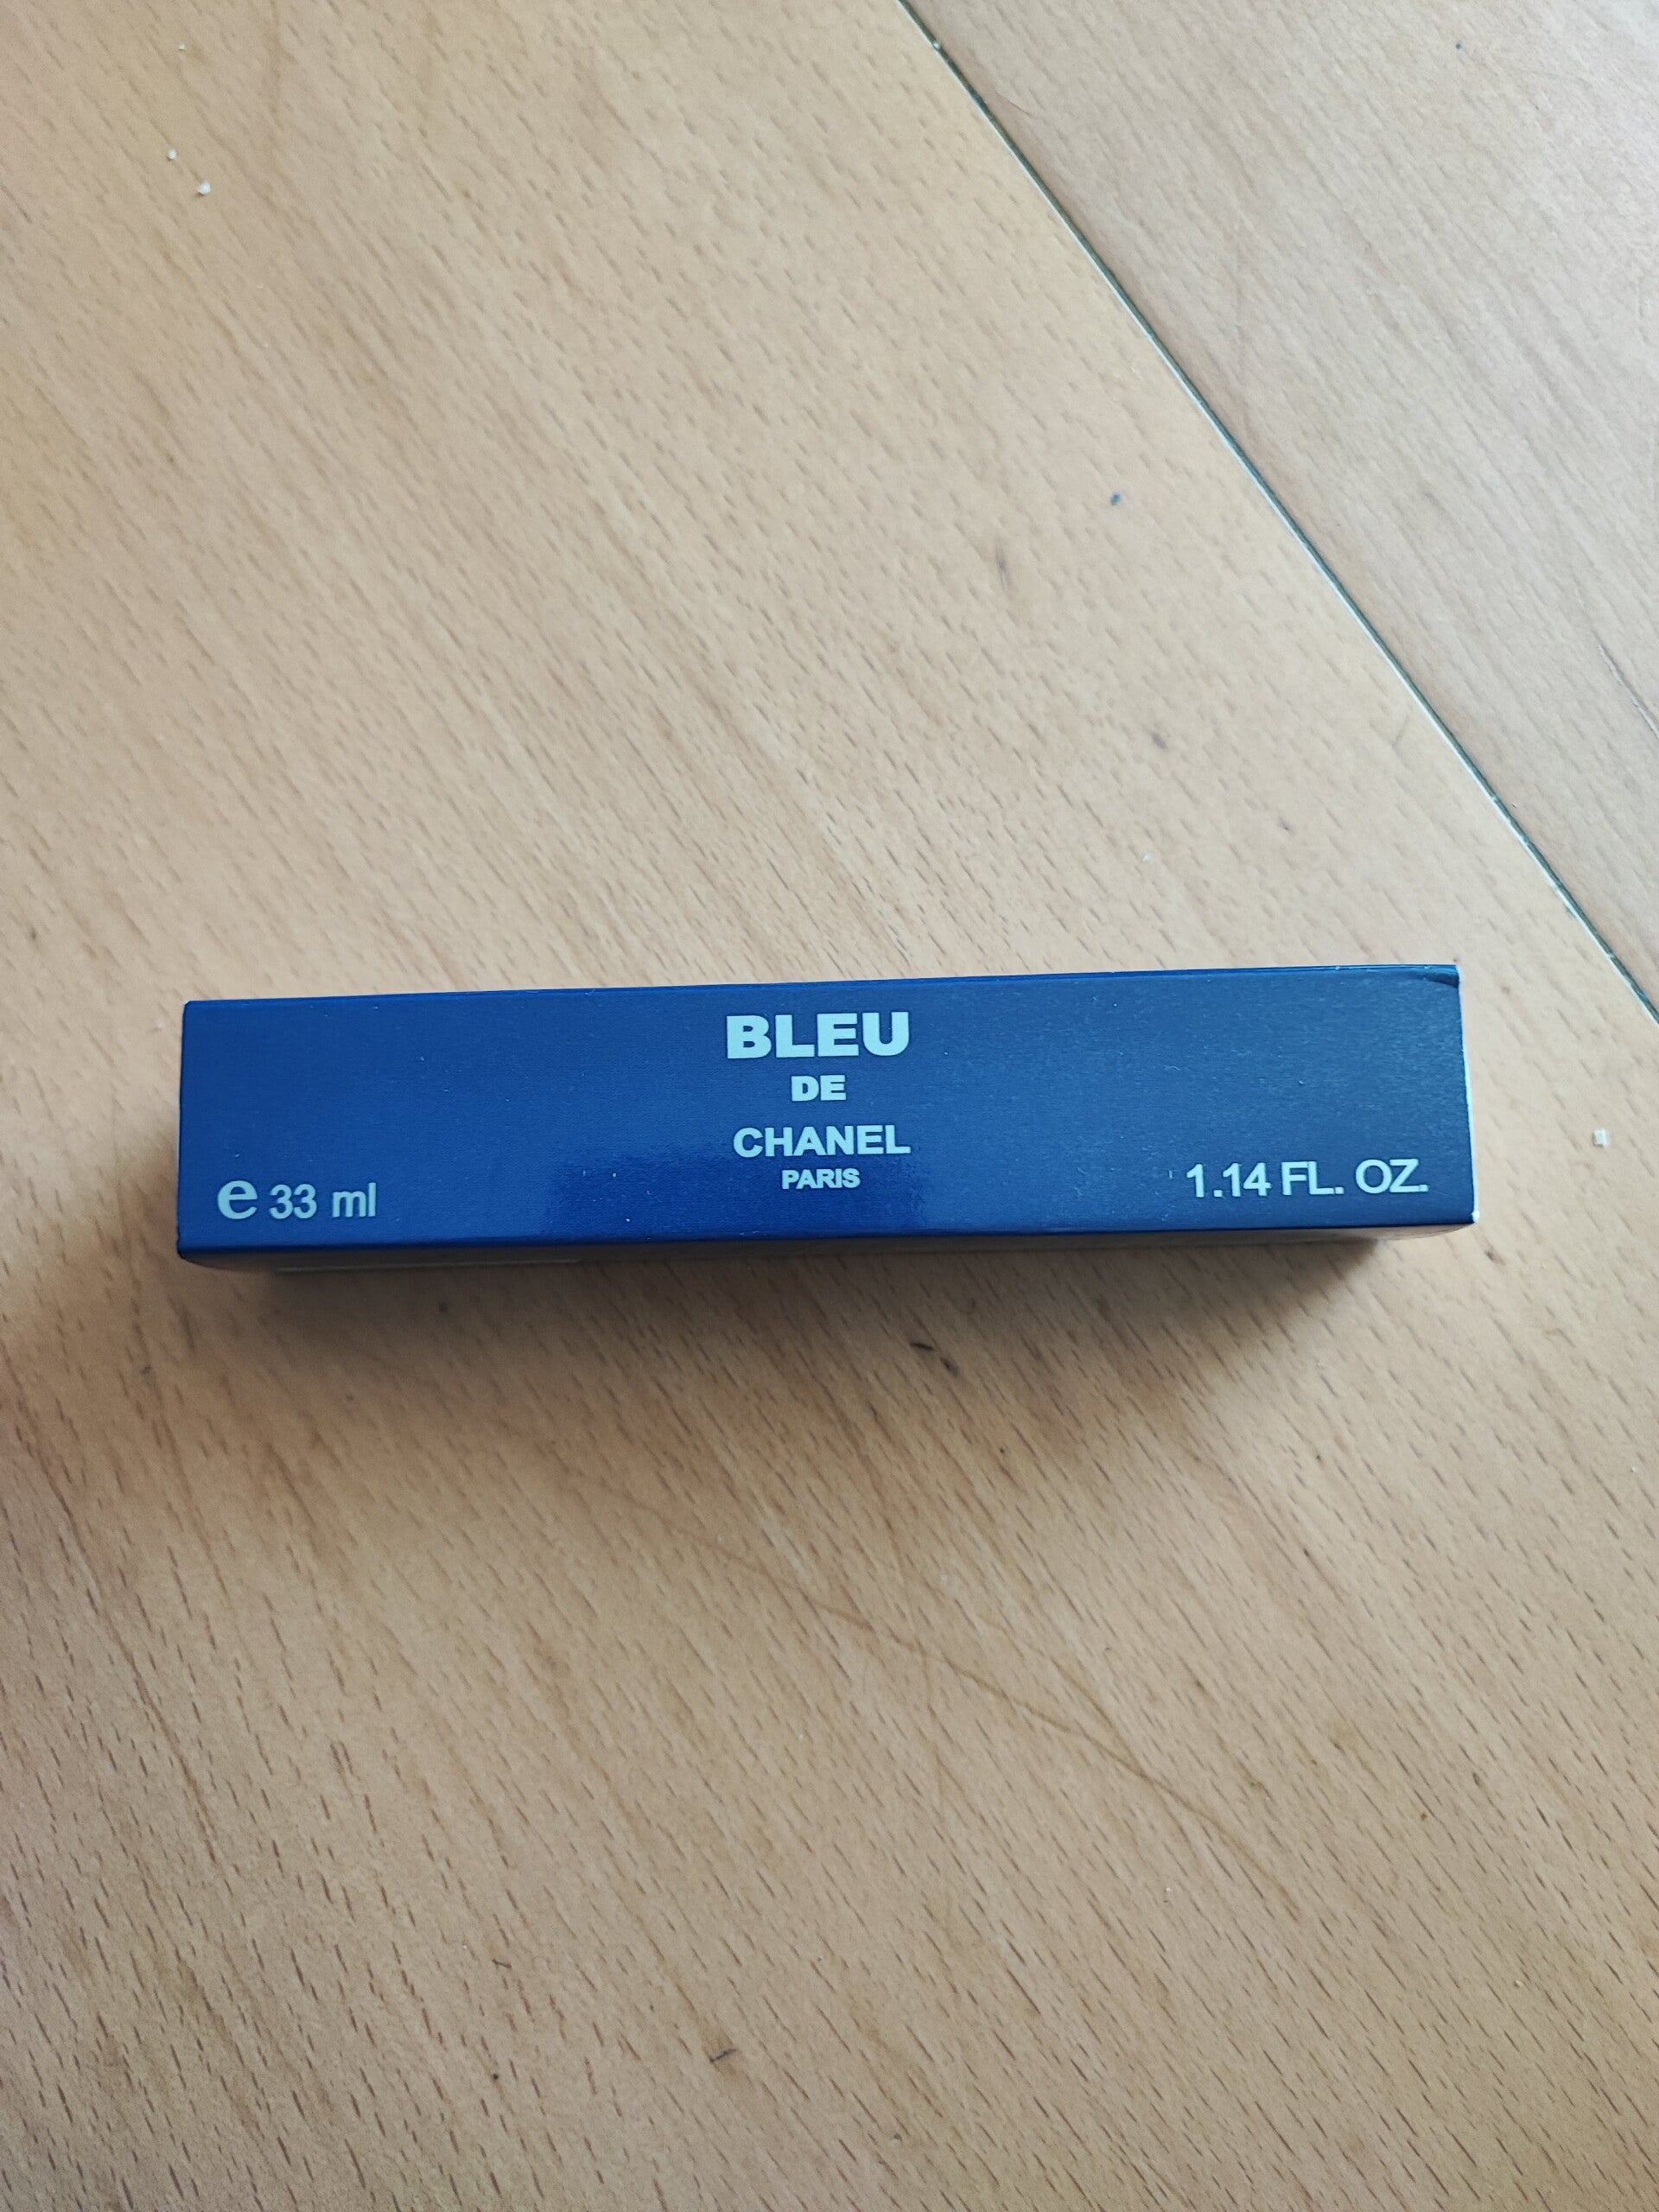 BLEU
DE
CHANEL
PARIS
e 33 ml
1.14 FL. OZ.